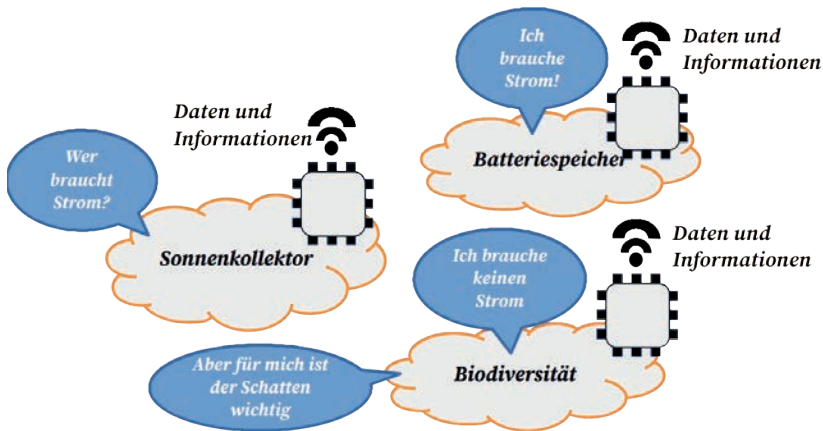 Ich
brauche
Strom!
Daten und
Informationen
Batteriespeicher
Daten und
Informationen
Wer
braucht
Strom?
Sonnenkollektor
Daten und
Informationen
Ich brauche
keinen
Strom
Biodiversität
Aber für mich ist
der Schatten
wichtig